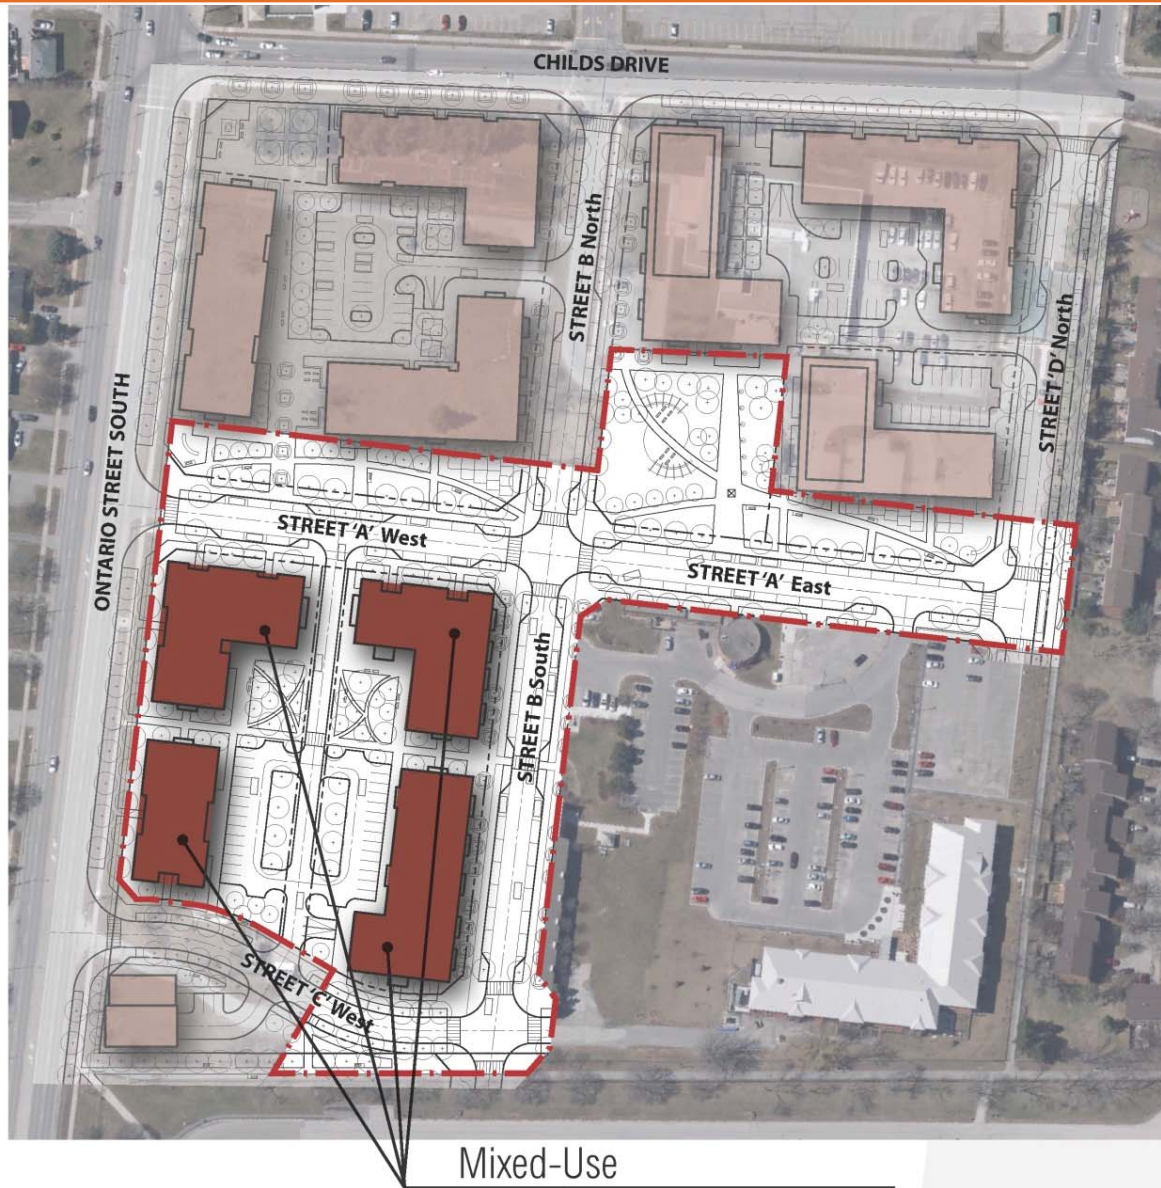 CHILDS DRIVE
STREET B North
STREET 'D' North
ONTARIO STREET SOUTH
STREET 'A' West
STREET 'A' East
STREET B South
STREET 'C' West
Mixed-Use